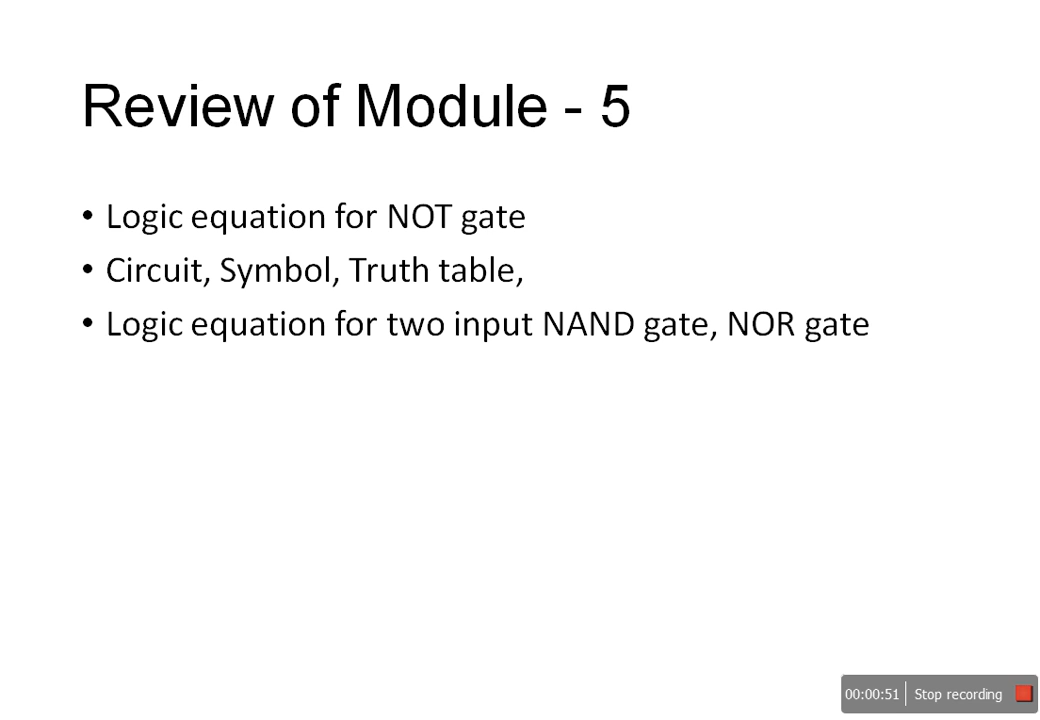 Review of Module - 5
• Logic equation for NOT gate
• Circuit, Symbol, Truth table,
• Logic equation for two input NAND gate, NOR gate
00:00:51 Stop recording